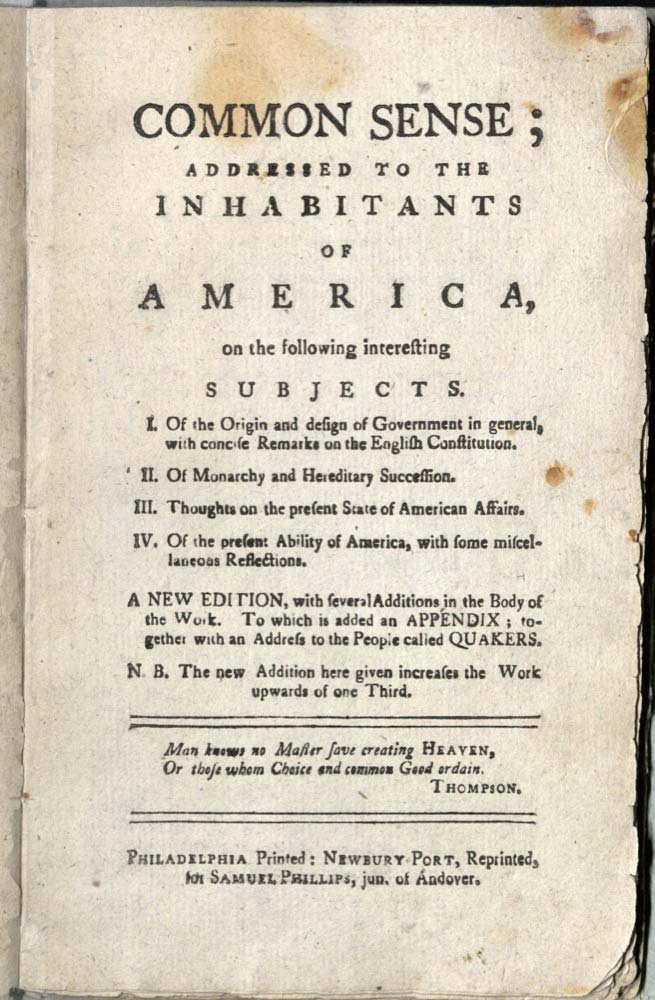 COMMON SENSE;
ADDRESSED TO THE
INHABITANTS
OF
AMERICA,
on the following intereſting
SUBJECTS.
I. Of the Origin and deſign of Government in general,
with conciſe Remarks on the Engliſh Conſtitution.
II. Of Monarchy and Hereditary Succeſſion.
III. Thoughts on the preſent State of American Affairs.
IV. Of the preſent Ability of America, with ſome miſcel-
laneous Reflections.
A NEW EDITION, with ſeveral Additions in the Body of
the Work. To which is added an APPENDIX; to-
gether with an Addreſs to the People called QUAKERS.
N. B. The new Addition here given increaſes the Work
upwards of one Third.
Man knows no Maſter ſave creating HEAVEN,
Or thoſe whom Choice and common Good ordain.
THOMPSON.
PHILADELPHIA Printed: NEWBURY-PORT, Reprinted,
for SAMUEL PHILLIPS, jun. of Andover.